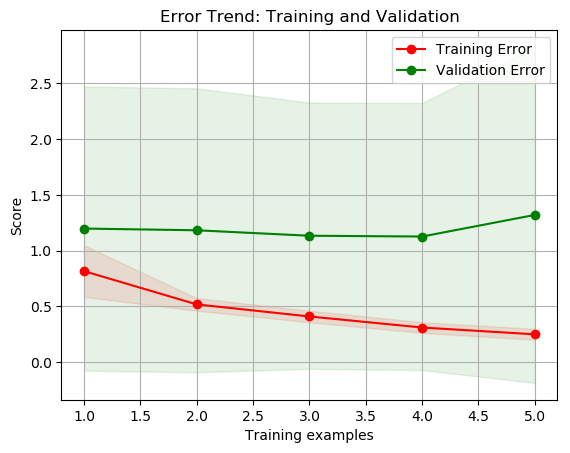 Error Trend: Training and Validation
Training Error
Validation Error
Score
2.5
2.0
1.5
1.0
0.5
0.0
1.0 1.5 2.0 2.5 3.0 3.5 4.0 4.5 5.0
Training examples